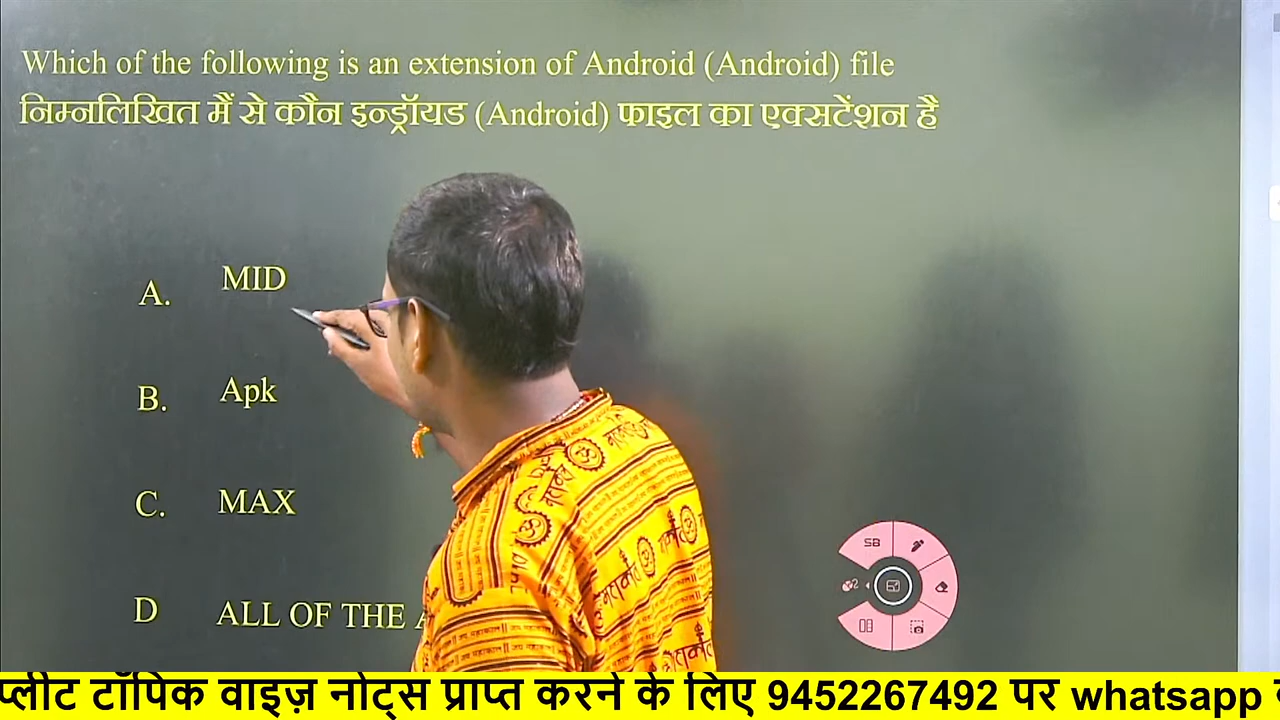 Which of the following is an extension of Android (Android) file
निम्नलिखित मैं से कौन इन्ड्रॉयड (Android) फाइल का एक्सटेंशन है
A. MID
B. Apk
C. MAX
D ALL OF THE
SB
प्लीट टॉपिक वाइज़ नोट्स प्राप्त करने के लिए 9452267492 पर whatsapp